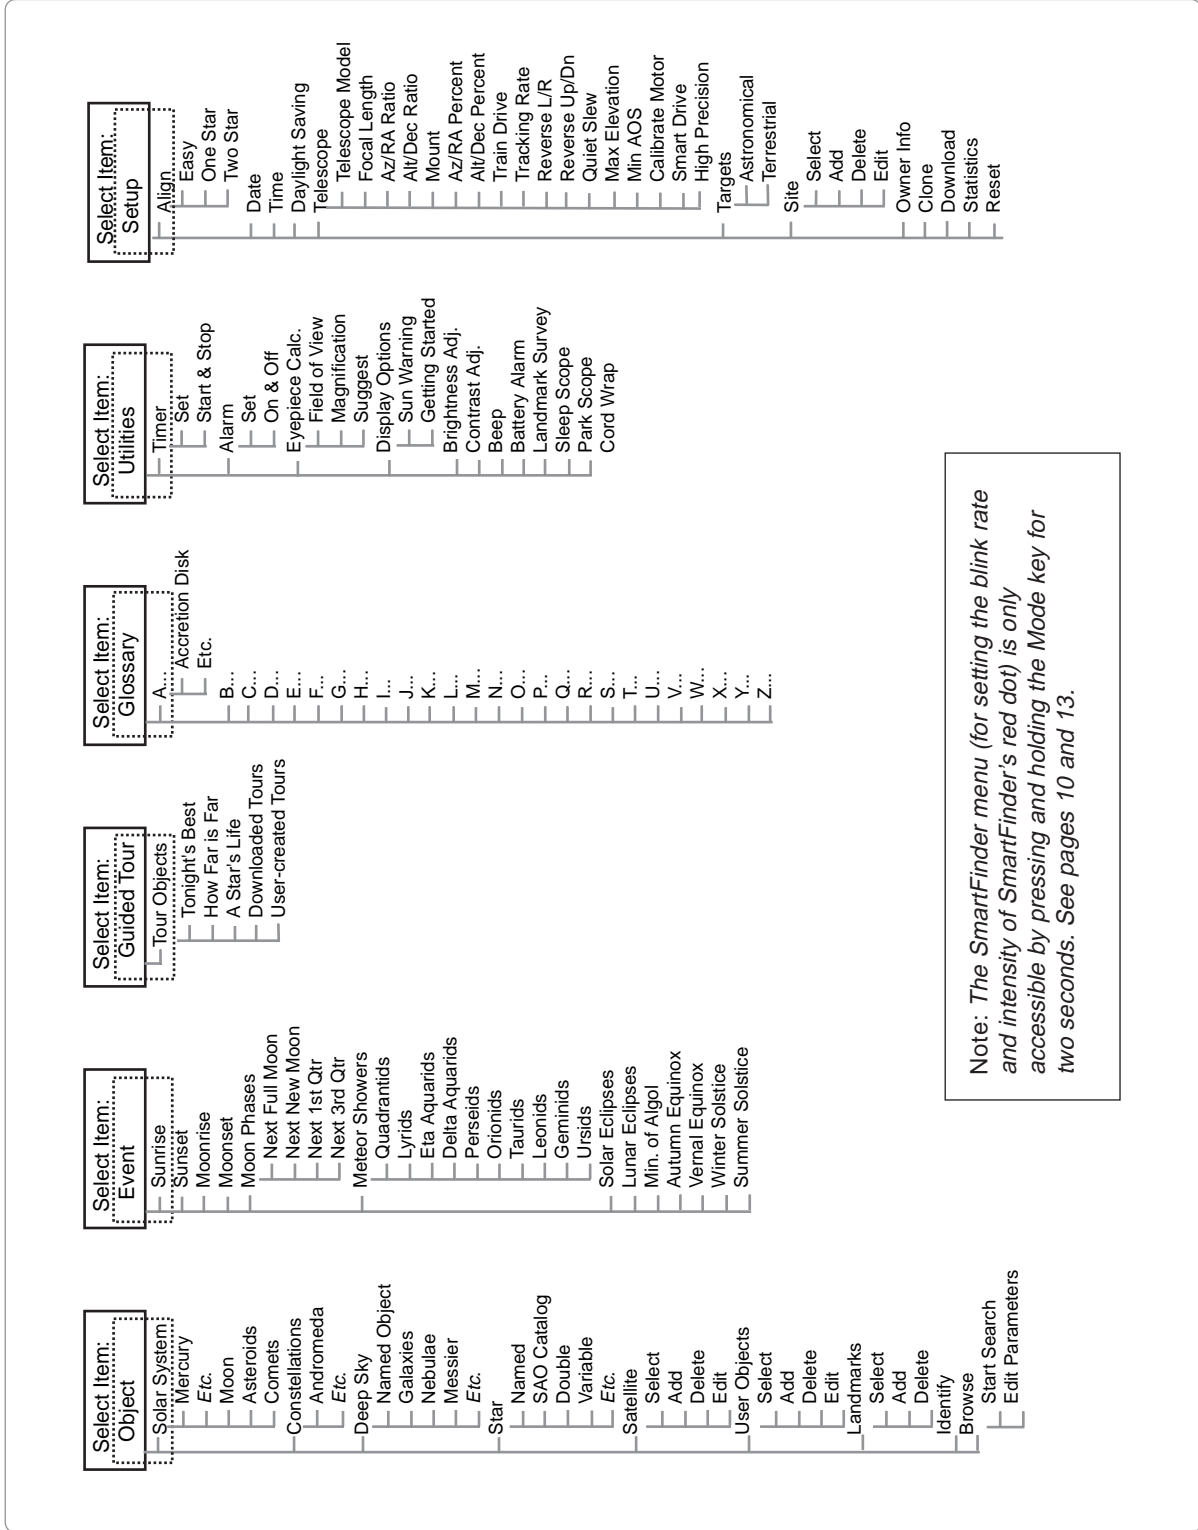 Select Item:
Object
Solar System
Mercury
Etc.
Moon
Asteroids
Comets
Constellations
Andromeda
Etc.
Deep Sky
Named Object
Galaxies
Nebulae
Messier
Etc.
Star
Named
SAO Catalog
Double
Variable
Etc.
Satellite
Select
Add
Delete
Edit
User Objects
Select
Add
Delete
Edit
Landmarks
Select
Add
Delete
Identify
Browse
Start Search
Edit Parameters
Select Item:
Event
Sunrise
Sunset
Moonrise
Moonset
Moon Phases
Next Full Moon
Next New Moon
Next 1st Qtr
Next 3rd Qtr
Meteor Showers
Quadrantids
Lyrids
Eta Aquarids
Delta Aquarids
Perseids
Orionids
Taurids
Leonids
Geminids
Ursids
Solar Eclipses
Lunar Eclipses
Min. of Algol
Autumn Equinox
Vernal Equinox
Winter Solstice
Summer Solstice
Select Item:
Guided Tour
Tour Objects
Tonight's Best
How Far is Far
A Star's Life
Downloaded Tours
User-created Tours
Select Item:
Glossary
A...
Accretion Disk
Etc.
B...
C...
D...
E...
F...
G...
H...
I...
J...
K...
L...
M...
N...
O...
P...
Q...
R...
S...
T...
U...
V...
W...
X...
Y...
Z...
Select Item:
Utilities
Timer
Set
Start & Stop
Alarm
Set
On & Off
Eyepiece Calc.
Field of View
Magnification
Suggest
Display Options
Sun Warning
Getting Started
Brightness Adj.
Contrast Adj.
Beep
Battery Alarm
Landmark Survey
Sleep Scope
Park Scope
Cord Wrap
Select Item:
Setup
Align
Easy
One Star
Two Star
Date
Time
Daylight Saving
Telescope
Telescope Model
Focal Length
Az/RA Ratio
Alt/Dec Ratio
Mount
Az/RA Percent
Alt/Dec Percent
Train Drive
Tracking Rate
Reverse L/R
Reverse Up/Dn
Quiet Slew
Max Elevation
Min AOS
Calibrate Motor
Smart Drive
High Precision
Targets
Astronomical
Terrestrial
Site
Select
Add
Delete
Edit
Owner Info
Clone
Download
Statistics
Reset
Note: The SmartFinder menu (for setting the blink rate
and intensity of SmartFinder's red dot) is only
accessible by pressing and holding the Mode key for
two seconds. See pages 10 and 13.